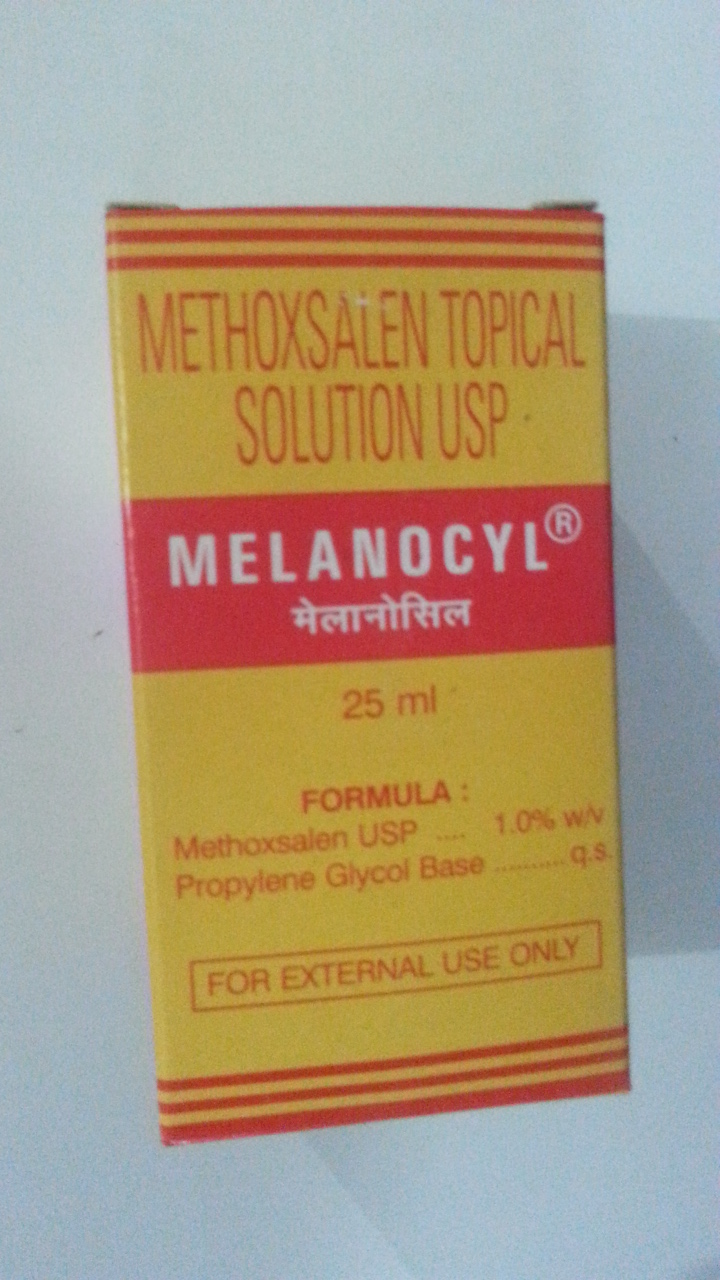 METHOXSALEN TOPICAL
SOLUTION USP
MELANOCYL®
मेलानोसिल
25 ml
FORMULA :
Methoxsalen USP .... 1.0% w/v
Propylene Glycol Base .......... q.s.
FOR EXTERNAL USE ONLY